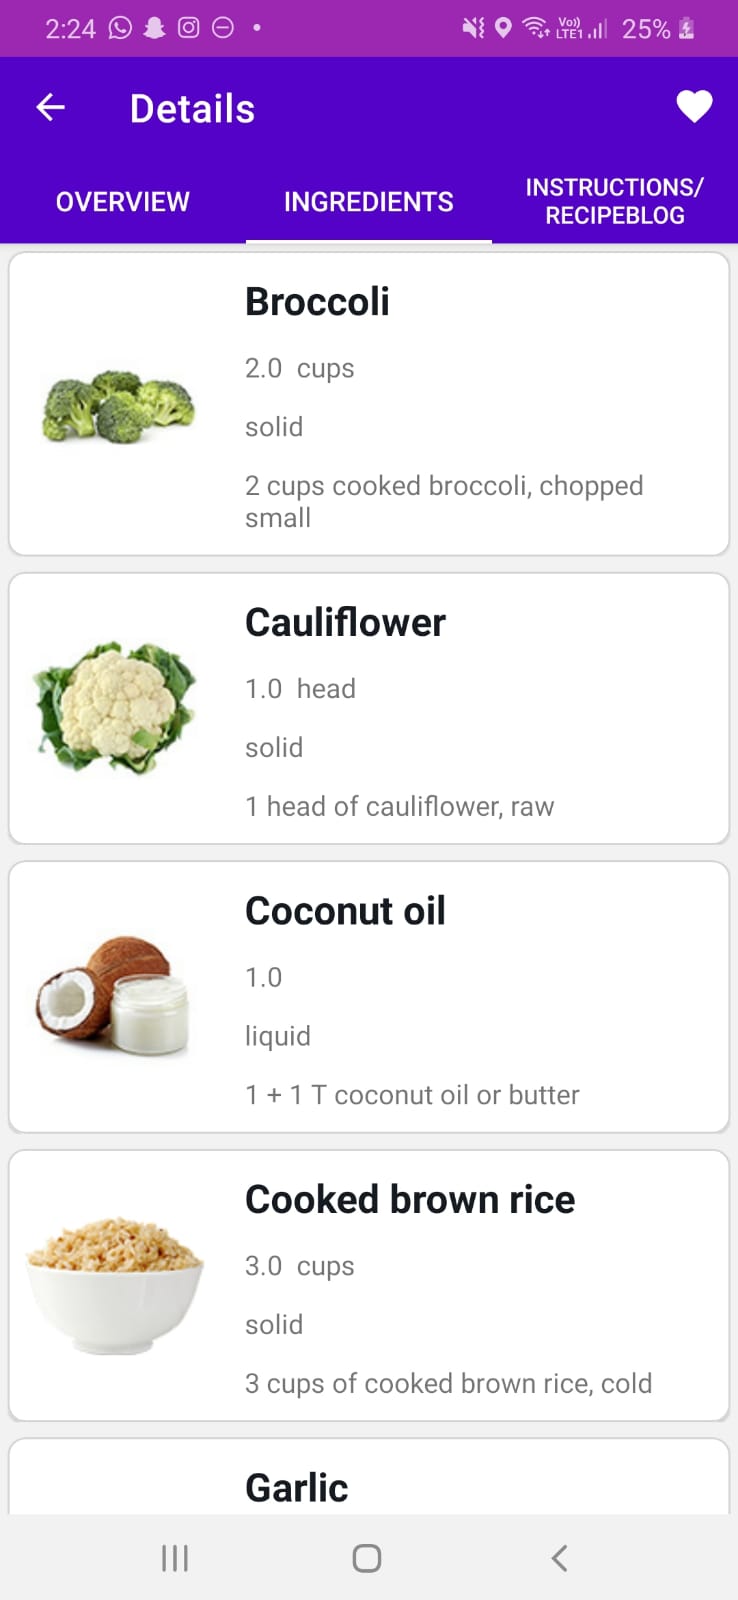 2:24
Vo))
LTE1
25%
Details
OVERVIEW
INGREDIENTS
INSTRUCTIONS/
RECIPEBLOG
Broccoli
2.0 cups
solid
2 cups cooked broccoli, chopped
small
Cauliflower
1.0 head
solid
1 head of cauliflower, raw
Coconut oil
1.0
liquid
1 + 1 T coconut oil or butter
Cooked brown rice
3.0 cups
solid
3 cups of cooked brown rice, cold
Garlic